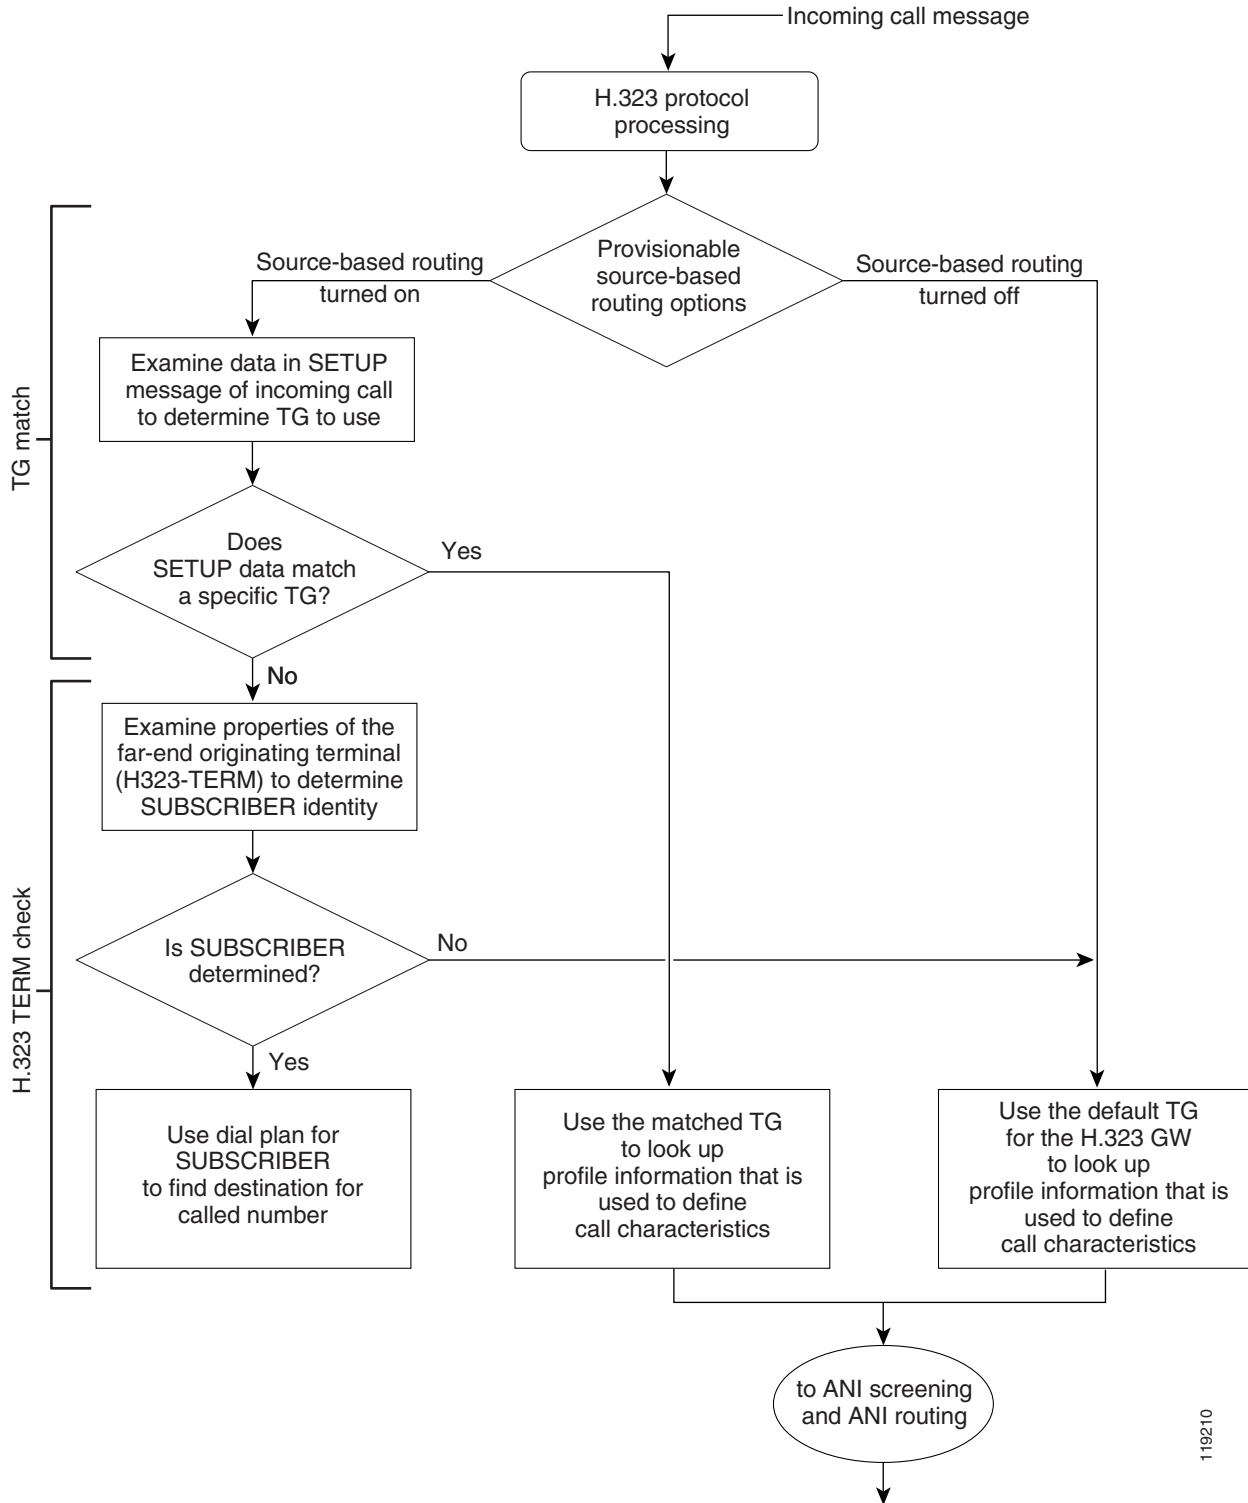 Incoming call message
H.323 protocol
processing
Provisionable
source-based
routing options
Source-based routing
turned on
Source-based routing
turned off
Examine data in SETUP
message of incoming call
to determine TG to use
TG match
Does
SETUP data match
a specific TG?
Yes
No
Examine properties of the
far-end originating terminal
(H323-TERM) to determine
SUBSCRIBER identity
H.323 TERM check
Is SUBSCRIBER
determined?
No
Yes
Use dial plan for
SUBSCRIBER
to find destination for
called number
Use the matched TG
to look up
profile information that is
used to define
call characteristics
Use the default TG
for the H.323 GW
to look up
profile information that is
used to define
call characteristics
to ANI screening
and ANI routing
119210